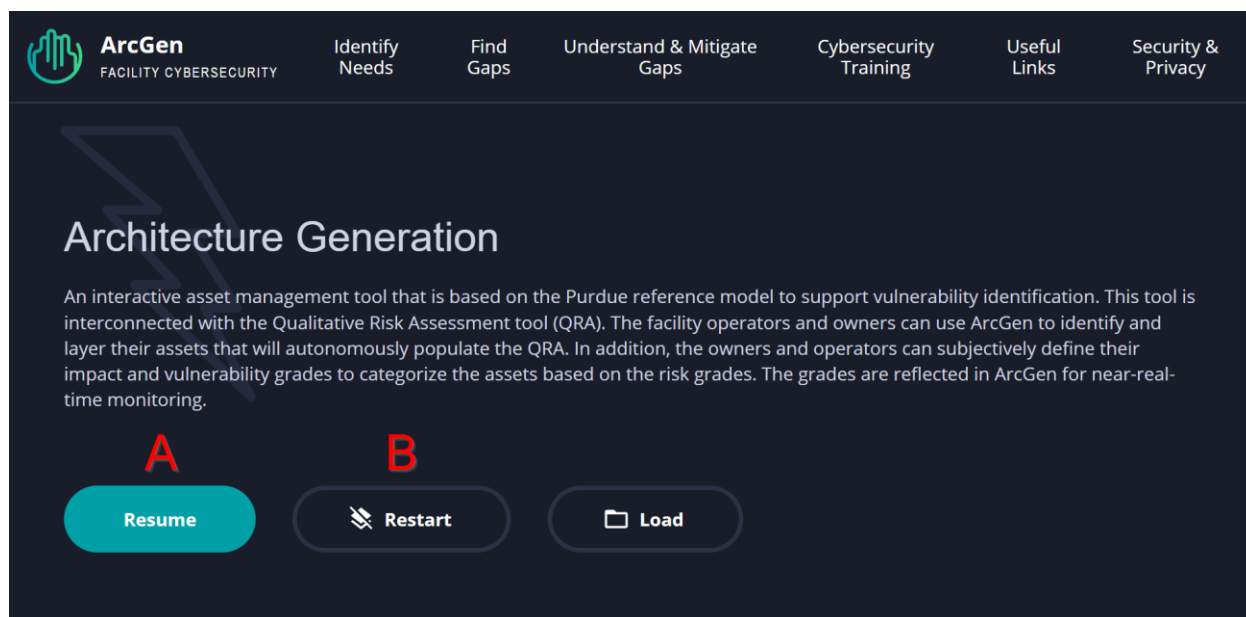 ArcGen
FACILITY CYBERSECURITY
Identify
Needs
Find
Gaps
Understand & Mitigate
Gaps
Cybersecurity
Training
Useful
Links
Security &
Privacy
Architecture Generation
An interactive asset management tool that is based on the Purdue reference model to support vulnerability identification. This tool is
interconnected with the Qualitative Risk Assessment tool (QRA). The facility operators and owners can use ArcGen to identify and
layer their assets that will autonomously populate the QRA. In addition, the owners and operators can subjectively define their
impact and vulnerability grades to categorize the assets based on the risk grades. The grades are reflected in ArcGen for near-real-
time monitoring.
A
B
Resume
Restart
Load